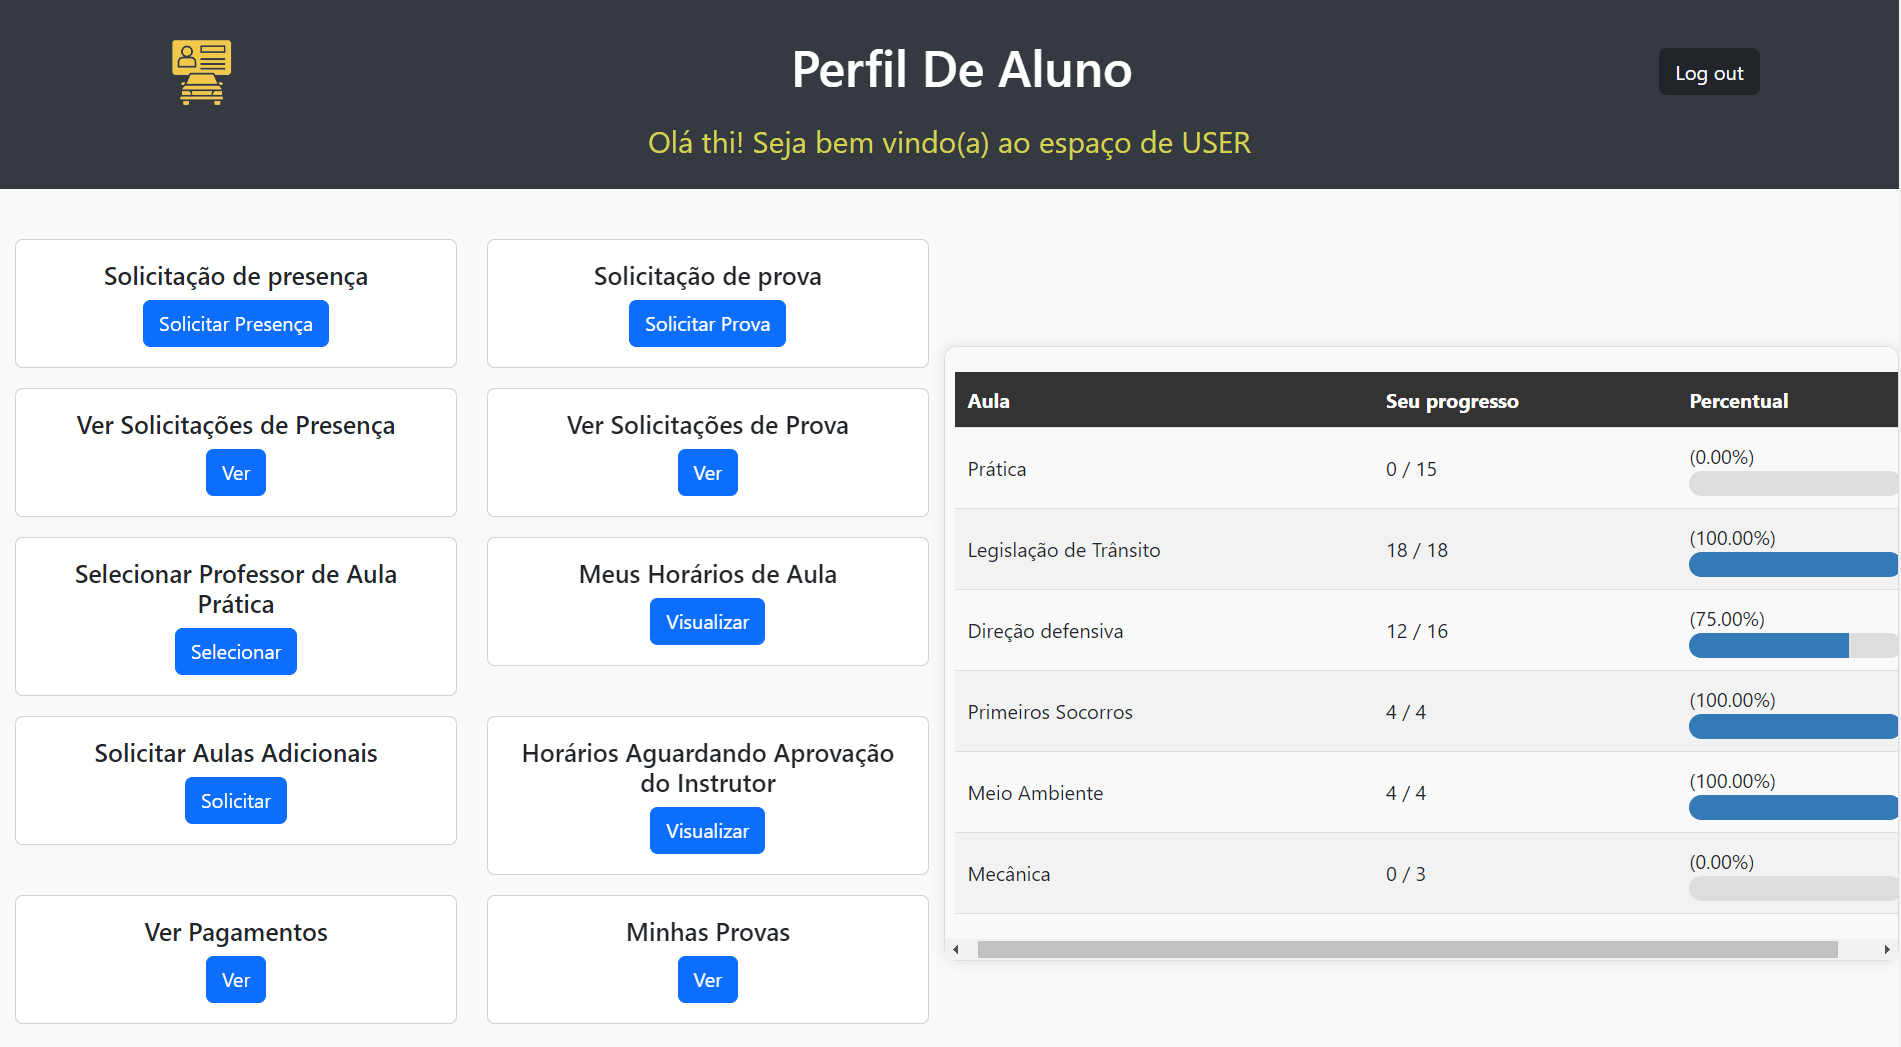 Perfil De Aluno
Log out
Olá thi! Seja bem vindo(a) ao espaço de USER
Solicitação de presença
Solicitar Presença
Solicitação de prova
Solicitar Prova
Ver Solicitações de Presença
Ver
Ver Solicitações de Prova
Ver
Selecionar Professor de Aula
Prática
Selecionar
Meus Horários de Aula
Visualizar
Solicitar Aulas Adicionais
Solicitar
Horários Aguardando Aprovação
do Instrutor
Visualizar
Ver Pagamentos
Ver
Minhas Provas
Ver
Aula Seu progresso Percentual
Prática 0 / 15 (0.00%)
Legislação de Trânsito 18 / 18 (100.00%)
Direção defensiva 12 / 16 (75.00%)
Primeiros Socorros 4 / 4 (100.00%)
Meio Ambiente 4 / 4 (100.00%)
Mecânica 0 / 3 (0.00%)